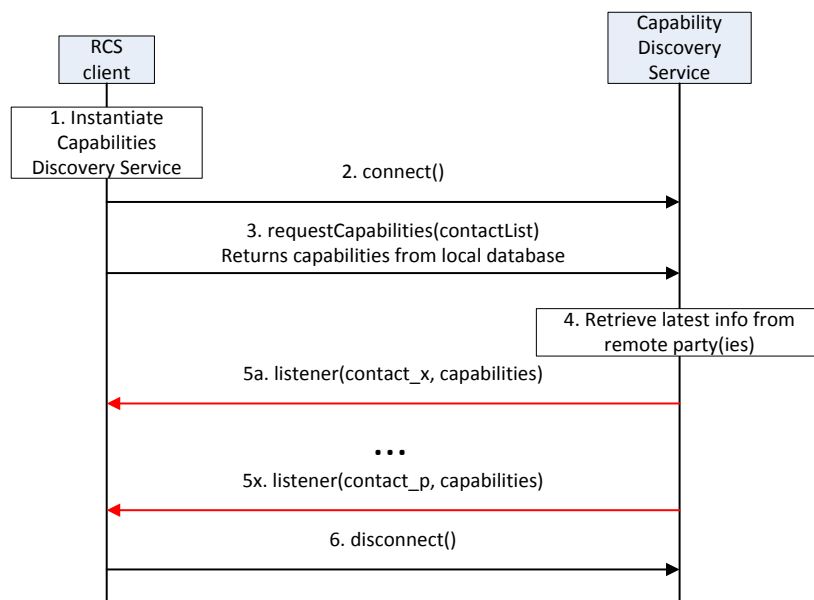 RCS
client
Capability
Discovery
Service
1. Instantiate
Capabilities
Discovery Service
2. connect()
3. requestCapabilities(contactList)
Returns capabilities from local database
4. Retrieve latest info from
remote party(ies)
5a. listener(contact_x, capabilities)
...
5x. listener(contact_p, capabilities)
6. disconnect()